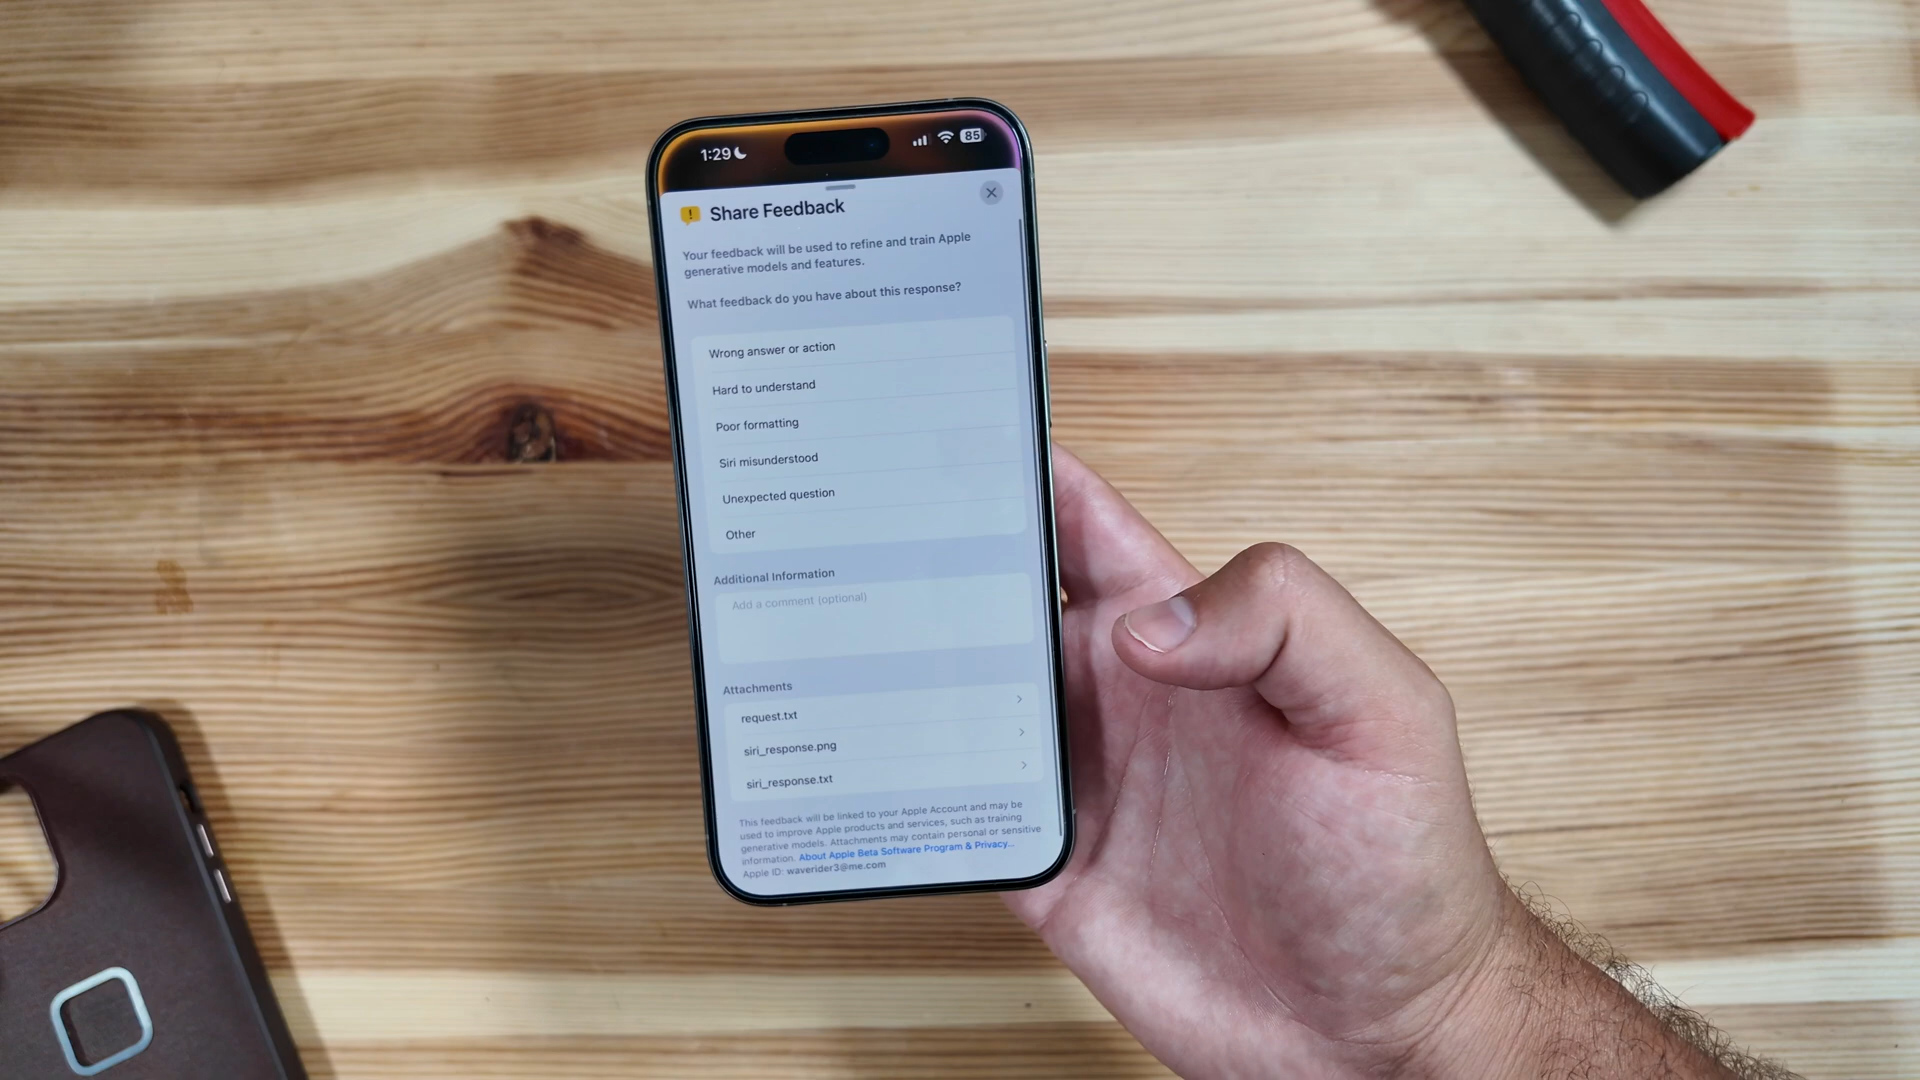 1:29
85
Share Feedback
Your feedback will be used to refine and train Apple
generative models and features.
What feedback do you have about this response?
Wrong answer or action
Hard to understand
Poor formatting
Siri misunderstood
Unexpected question
Other
Additional Information
Add a comment (optional)
Attachments
request.txt
siri_response.png
siri_response.txt
This feedback will be linked to your Apple Account and may be
used to improve Apple products and services, such as training
generative models. Attachments may contain personal or sensitive
information. About Apple Beta Software Program & Privacy...
Apple ID: waverider3@me.com